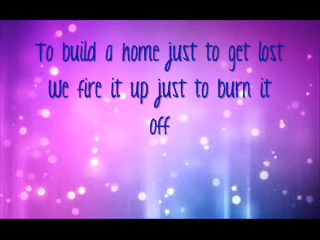 To build a home just to get lost
We fire it up just to burn it
off